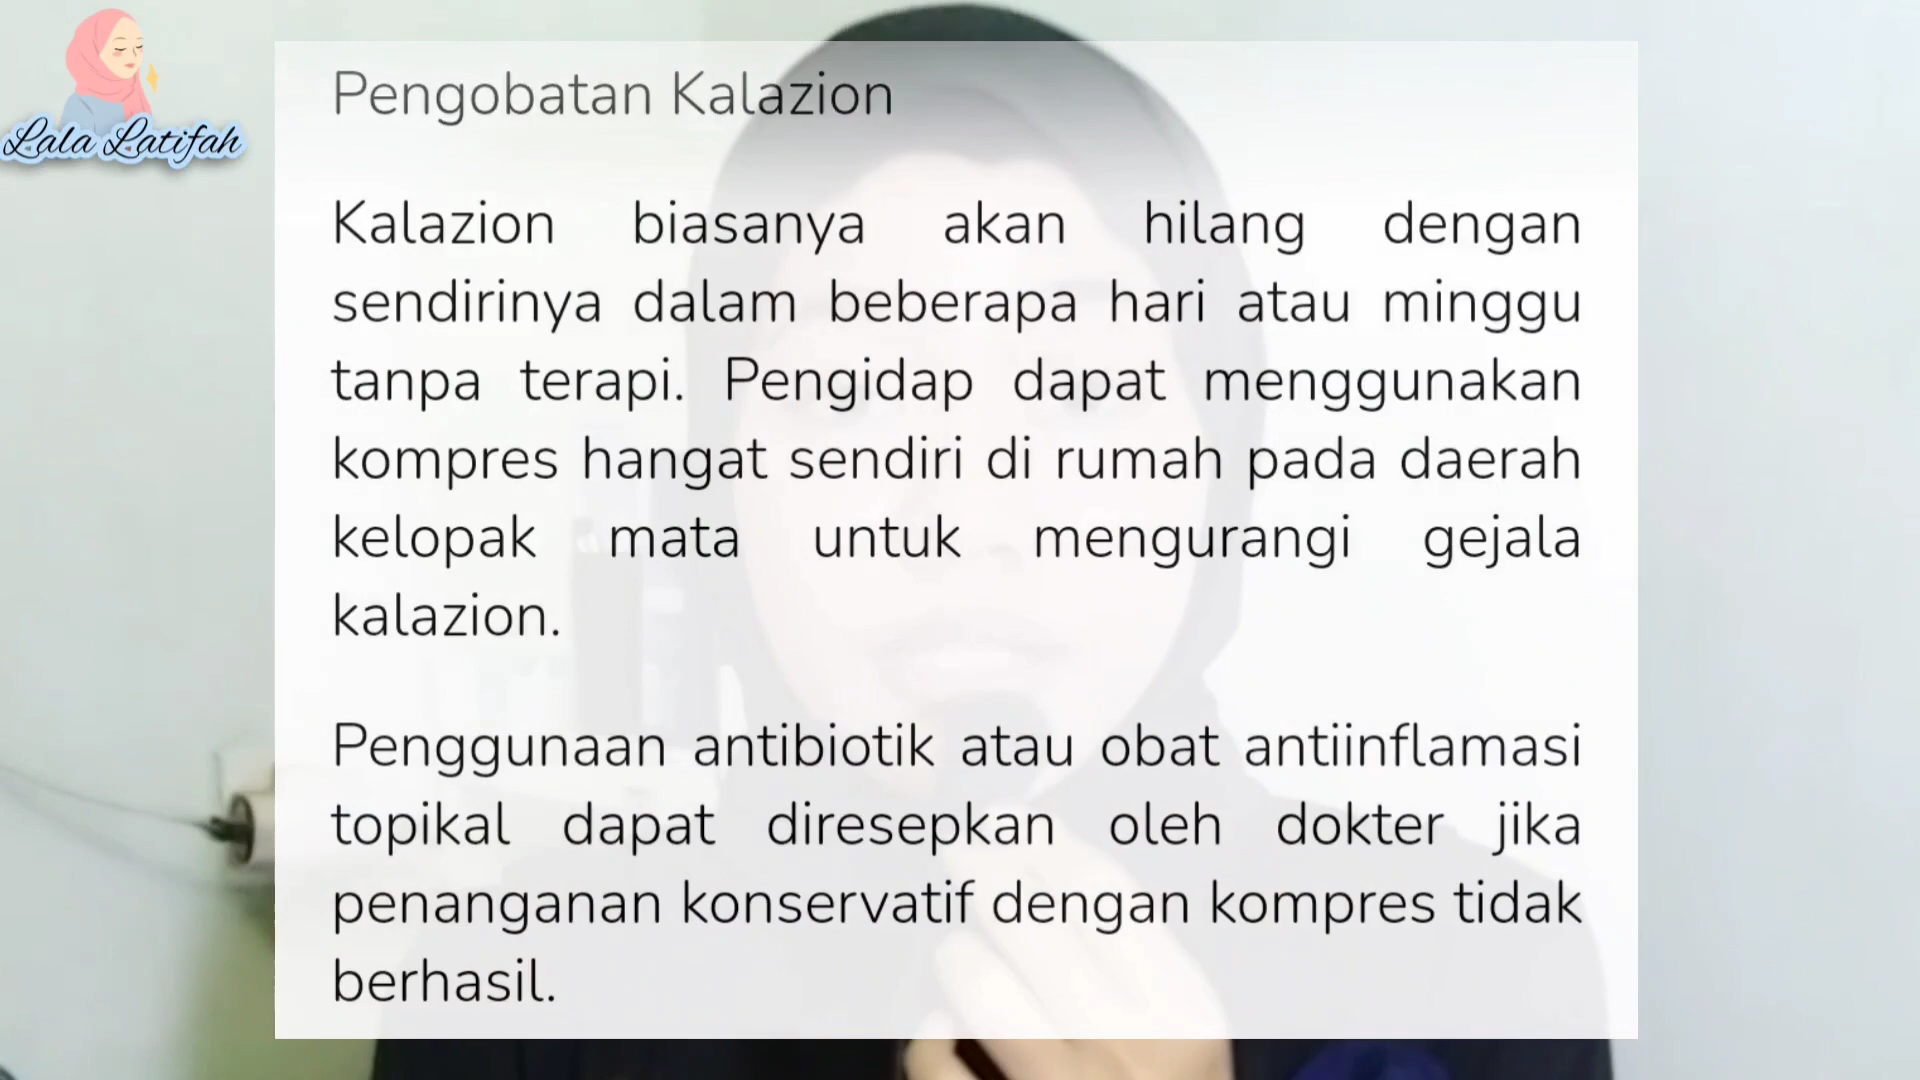 Lala Latifah
Pengobatan Kalazion
Kalazion biasanya akan hilang dengan
sendirinya dalam beberapa hari atau minggu
tanpa terapi. Pengidap dapat menggunakan
kompres hangat sendiri di rumah pada daerah
kelopak mata untuk mengurangi gejala
kalazion.
Penggunaan antibiotik atau obat antiinflamasi
topikal dapat diresepkan oleh dokter jika
penanganan konservatif dengan kompres tidak
berhasil.